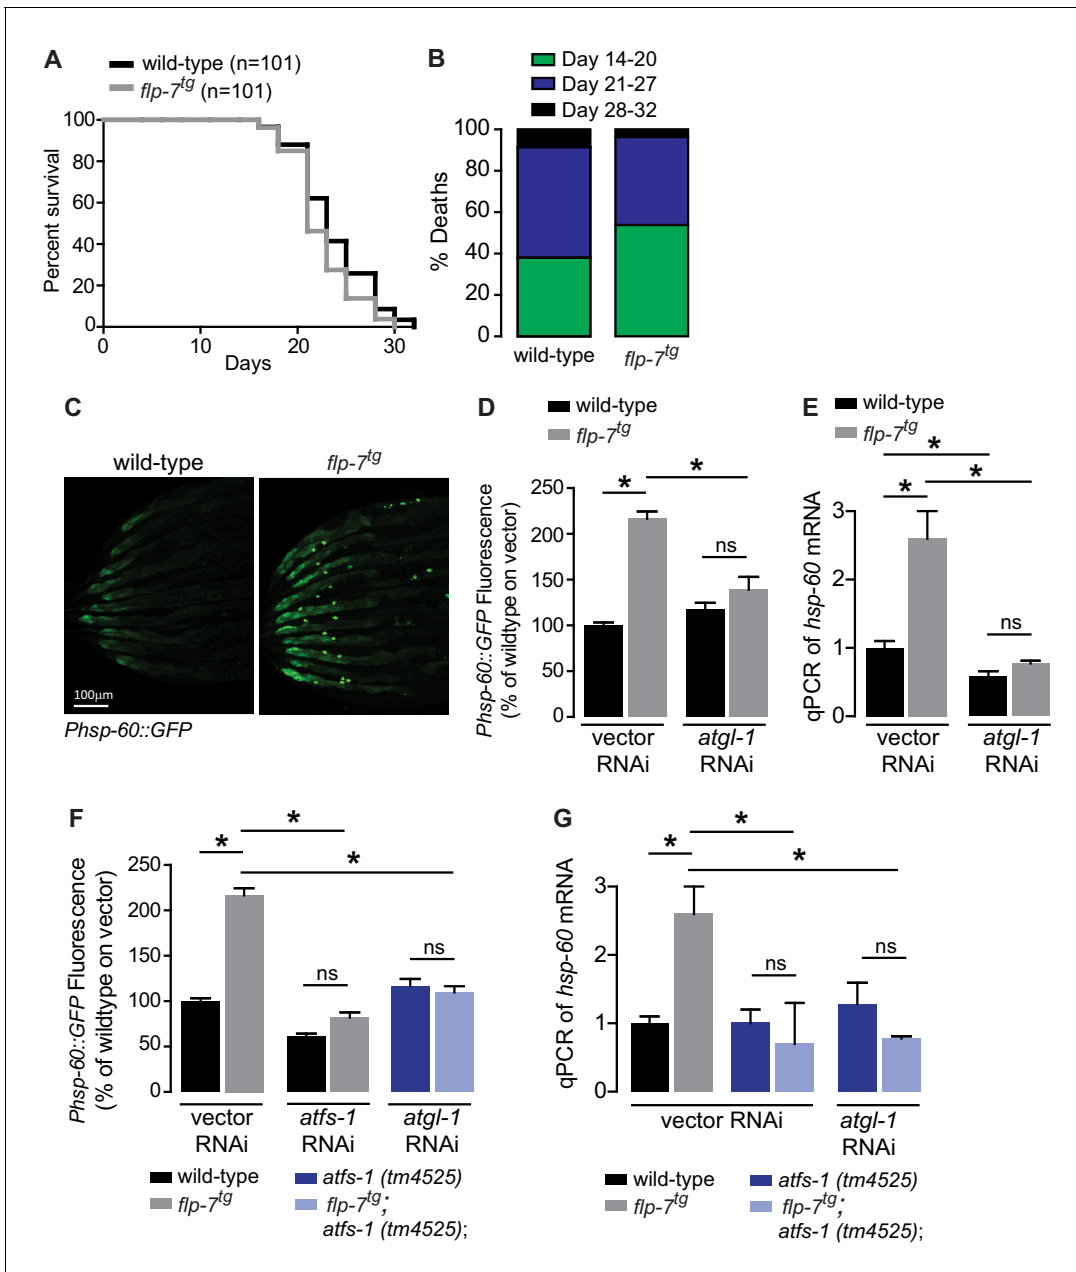 A
wild-type (n=101)
flp-7tg (n=101)
Percent survival
100
80
60
40
20
0
0 10 20 30
Days
B
Day 14-20
Day 21-27
Day 28-32
% Deaths
100
80
60
40
20
0
wild-type flp-7tg
C
wild-type flp-7tg
100μm
Phsp-60::GFP
D
wild-type
flp-7tg
Phsp-60::GFP Fluorescence
(% of wildtype on vector)
250
200
150
100
50
0
* *
ns
vector RNAi
atgl-1 RNAi
E
wild-type
flp-7tg
qPCR of hsp-60 mRNA
3
2
1
0
*
* *
ns
vector RNAi
atgl-1 RNAi
F
Phsp-60::GFP Fluorescence
(% of wildtype on vector)
250
200
150
100
50
0
* * *
ns ns
vector RNAi
atfs-1 RNAi
atgl-1 RNAi
wild-type
flp-7tg
atfs-1 (tm4525)
flp-7tg;
atfs-1 (tm4525);
G
qPCR of hsp-60 mRNA
3
2
1
0
* * *
ns ns
vector RNAi
atgl-1 RNAi
wild-type
flp-7tg
atfs-1 (tm4525)
flp-7tg;
atfs-1 (tm4525);